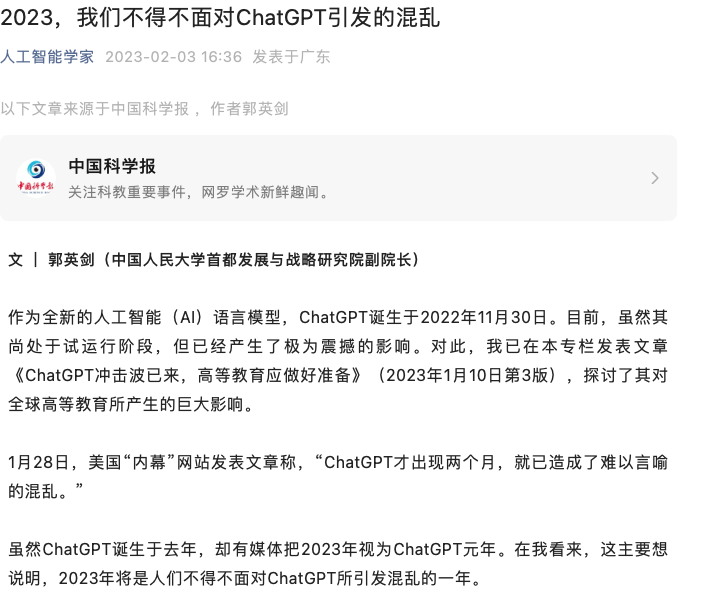 2023，我们不得不面对ChatGPT引发的混乱
人工智能学家 2023-02-03 16:36 发表于广东
以下文章来源于中国科学报 ，作者郭英剑
中国科学报
中国科学报
关注科教重要事件，网罗学术新鲜趣闻。
文 ｜ 郭英剑（中国人民大学首都发展与战略研究院副院长）
作为全新的人工智能（AI）语言模型，ChatGPT诞生于2022年11月30日。目前，虽然其
尚处于试运行阶段，但已经产生了极为震撼的影响。对此，我已在本专栏发表文章
《ChatGPT冲击波已来，高等教育应做好准备》（2023年1月10日第3版），探讨了其对
全球高等教育所产生的巨大影响。
1月28日，美国“内幕”网站发表文章称，“ChatGPT才出现两个月，就已造成了难以言喻
的混乱。”
虽然ChatGPT诞生于去年，却有媒体把2023年视为ChatGPT元年。在我看来，这主要想
说明，2023年将是人们不得不面对ChatGPT所引发混乱的一年。